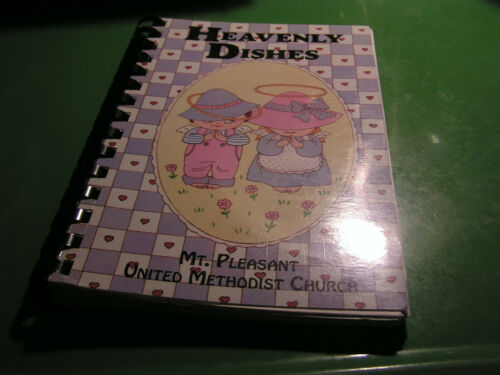 HEAVENLY
DISHES
MT. PLEASANT
UNITED METHODIST CHURCH